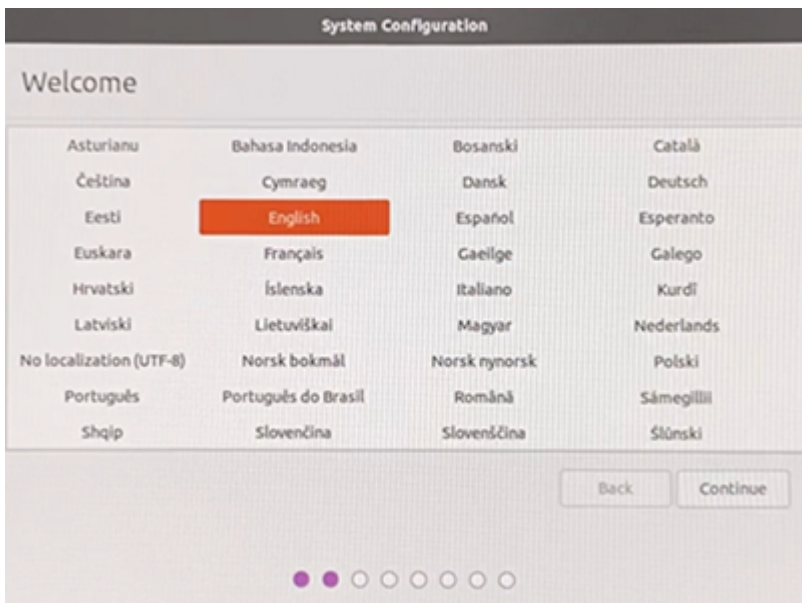 System Configuration
Welcome
Asturianu Bahasa Indonesia Bosanski Català
Čeština Cymraeg Dansk Deutsch
Eesti English Español Esperanto
Euskara Français Gaeilge Galego
Hrvatski Íslenska Italiano Kurdî
Latviski Lietuviškai Magyar Nederlands
No localization (UTF-8) Norsk bokmål Norsk nynorsk Polski
Português Português do Brasil Română Sámegillii
Shqip Slovenčina Slovenščina Ślůnski
Back Continue